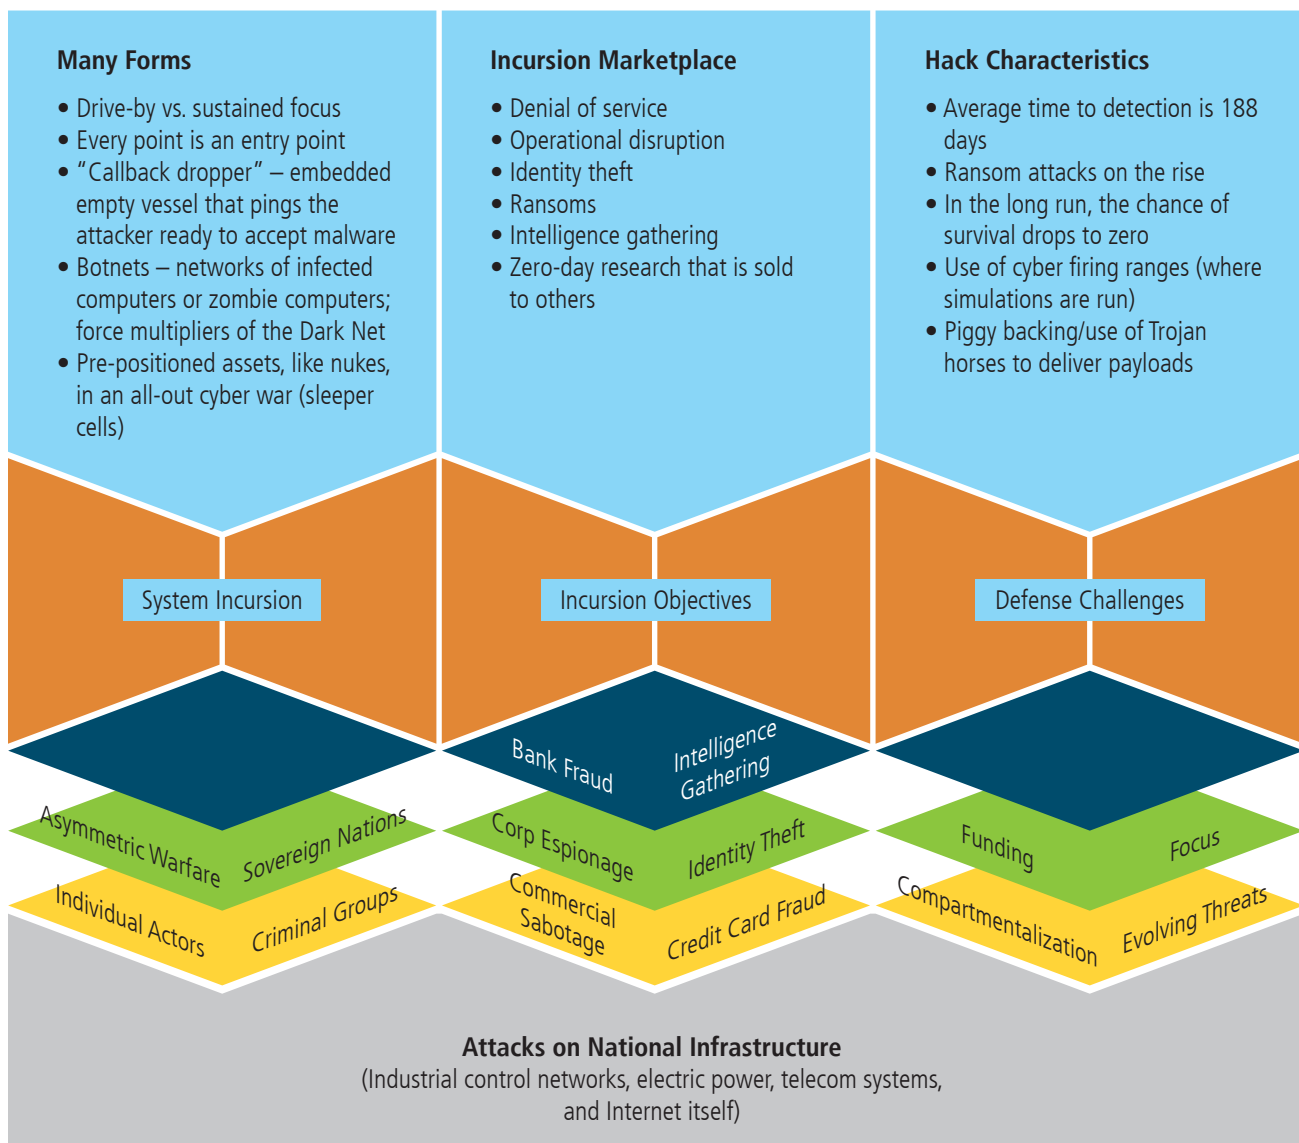 Many Forms
• Drive-by vs. sustained focus
• Every point is an entry point
• “Callback dropper” – embedded
empty vessel that pings the
attacker ready to accept malware
• Botnets – networks of infected
computers or zombie computers;
force multipliers of the Dark Net
• Pre-positioned assets, like nukes,
in an all-out cyber war (sleeper
cells)
Incursion Marketplace
• Denial of service
• Operational disruption
• Identity theft
• Ransoms
• Intelligence gathering
• Zero-day research that is sold
to others
Hack Characteristics
• Average time to detection is 188
days
• Ransom attacks on the rise
• In the long run, the chance of
survival drops to zero
• Use of cyber firing ranges (where
simulations are run)
• Piggy backing/use of Trojan
horses to deliver payloads
System Incursion
Incursion Objectives
Defense Challenges
Asymmetric Warfare
Sovereign Nations
Individual Actors
Criminal Groups
Bank Fraud
Intelligence
Gathering
Corp Espionage
Identity Theft
Commercial
Sabotage
Credit Card Fraud
Funding
Focus
Compartmentalization
Evolving Threats
Attacks on National Infrastructure
(Industrial control networks, electric power, telecom systems,
and Internet itself)